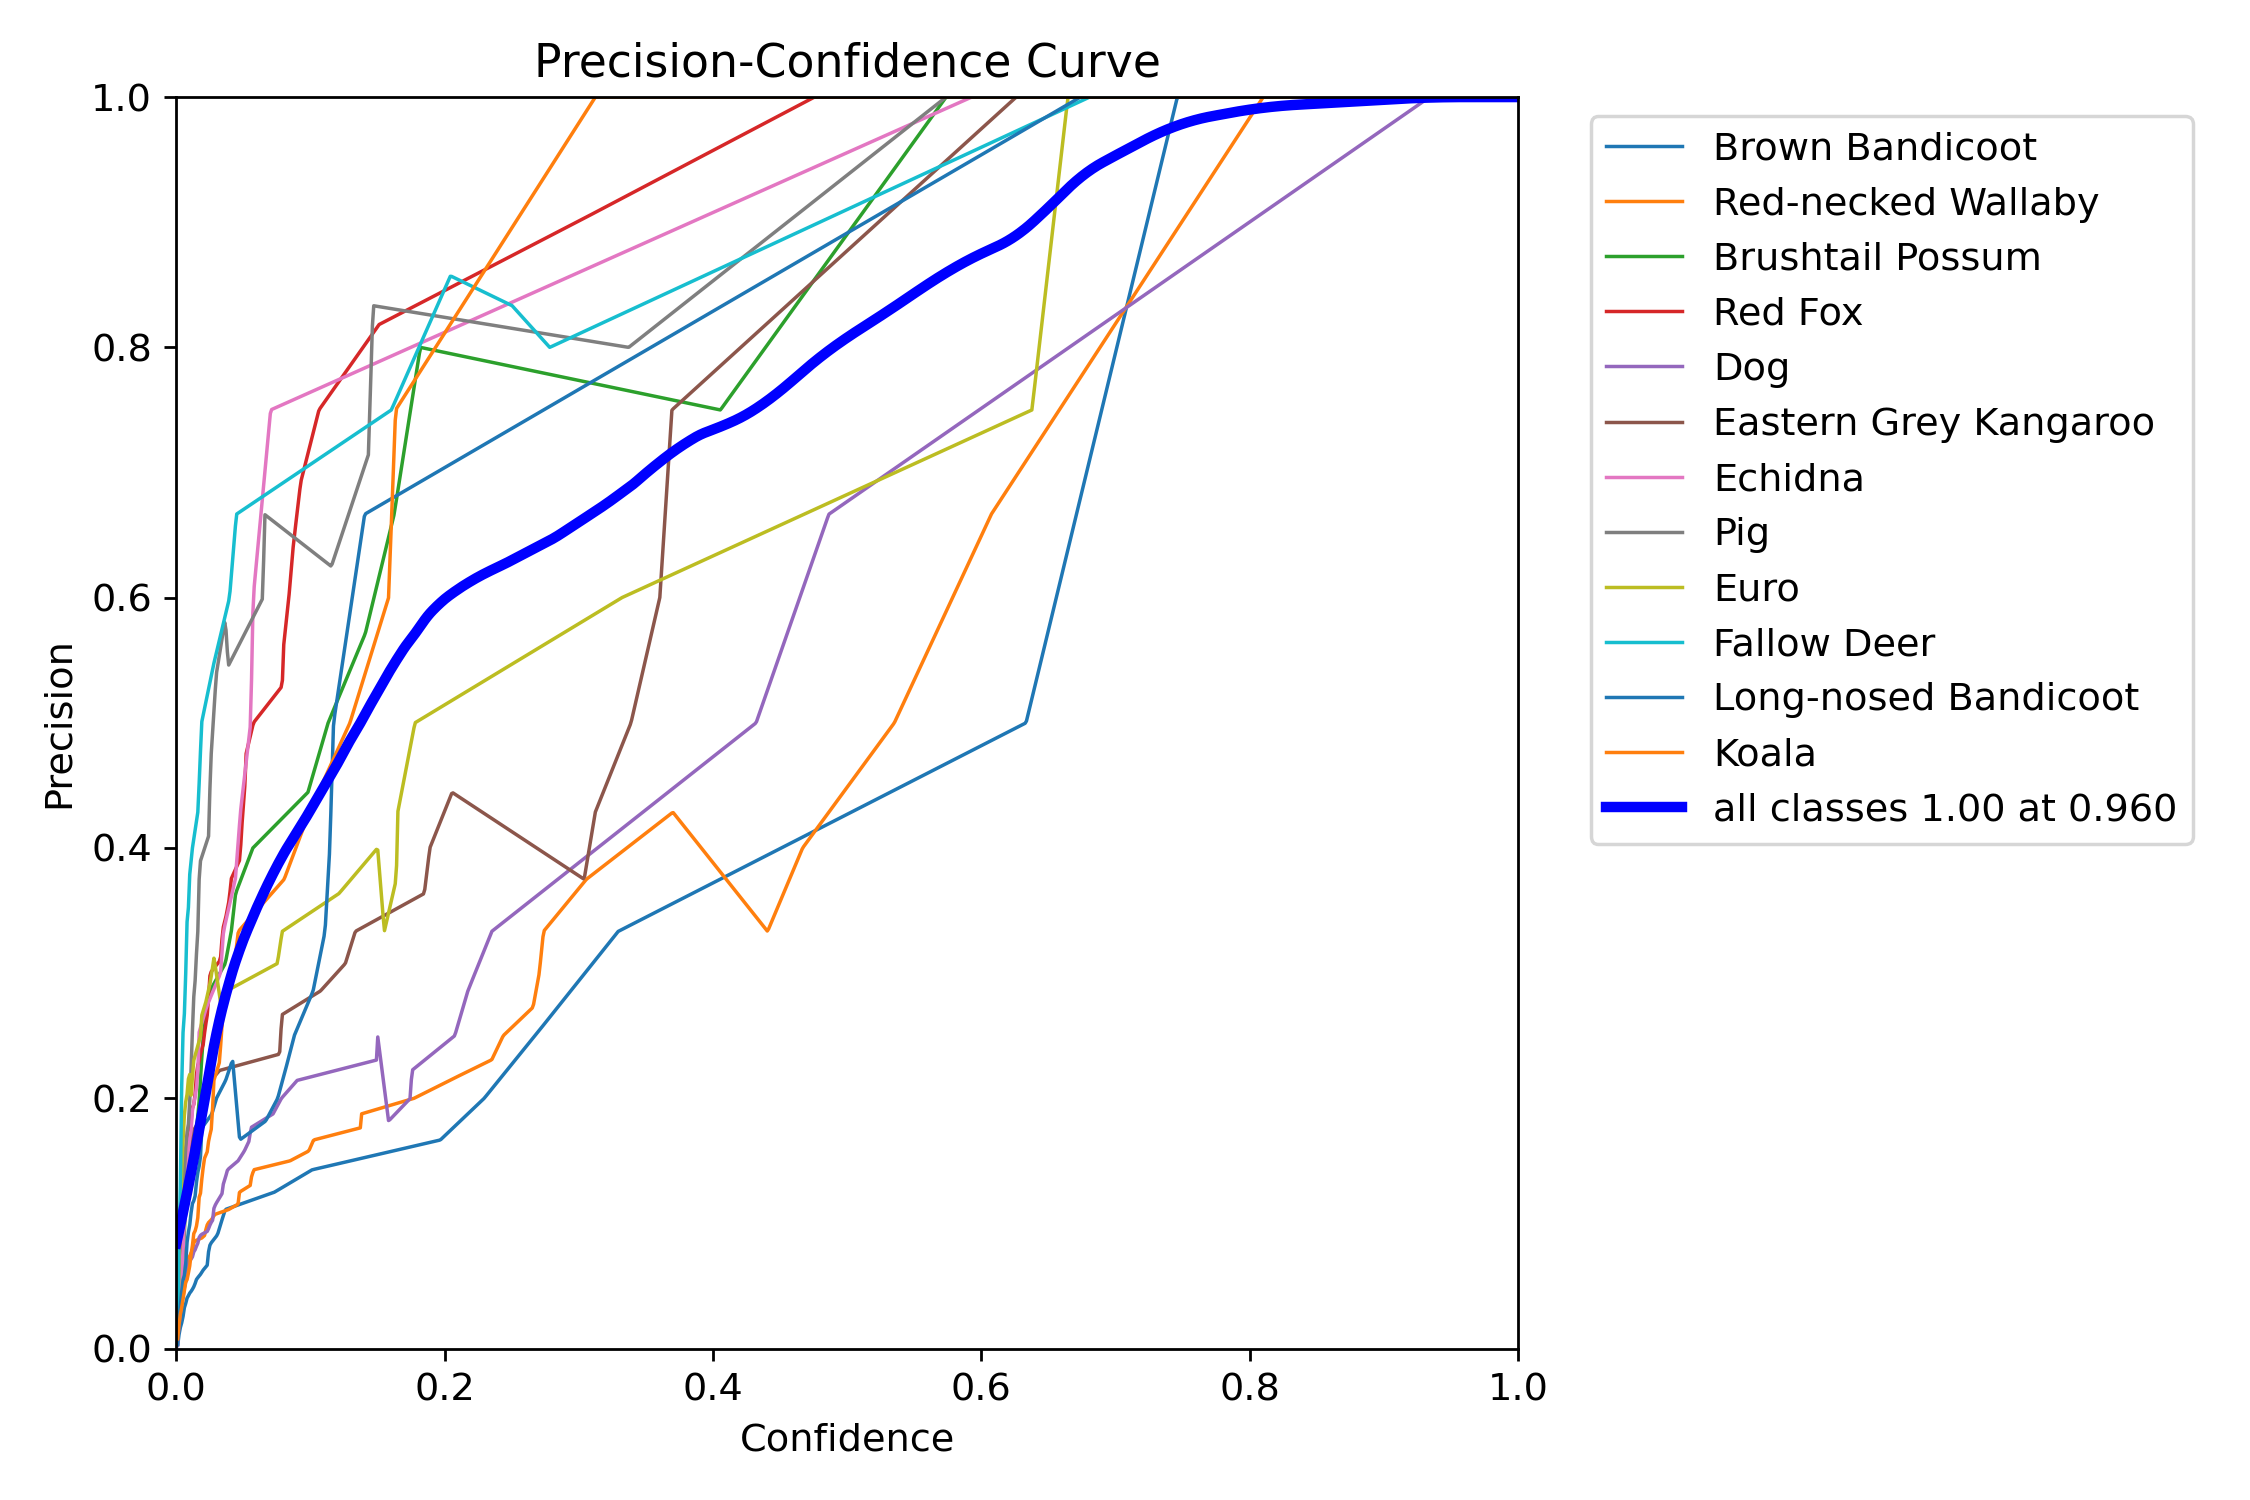 Precision-Confidence Curve
1.0
0.8
0.6
0.4
0.2
0.0
Precision
0.0 0.2 0.4 0.6 0.8 1.0
Confidence
Brown Bandicoot
Red-necked Wallaby
Brushtail Possum
Red Fox
Dog
Eastern Grey Kangaroo
Echidna
Pig
Euro
Fallow Deer
Long-nosed Bandicoot
Koala
all classes 1.00 at 0.960